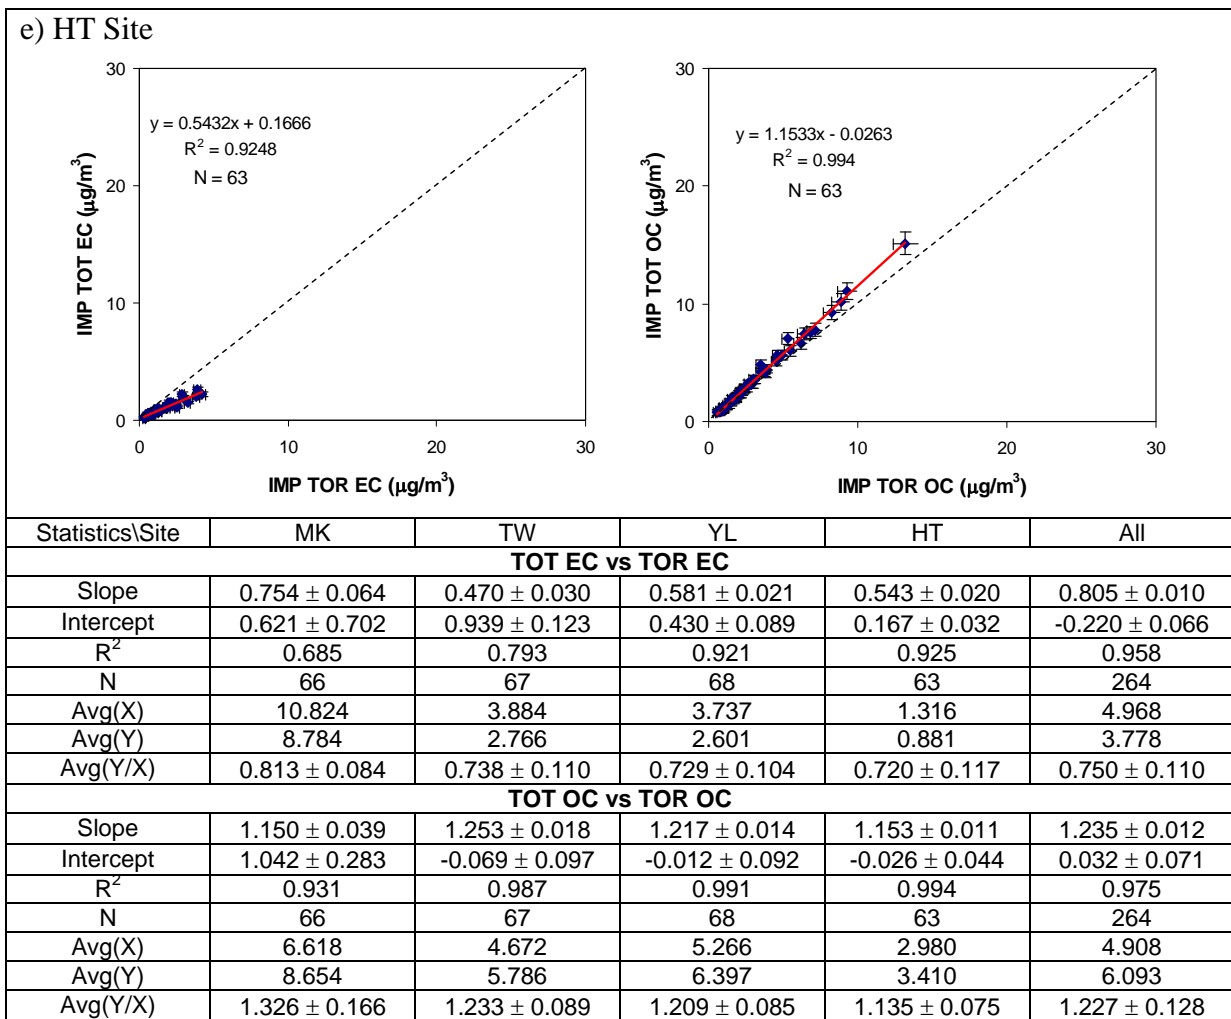 e) HT Site
30
20
10
0
0
10
20
30
IMP TOT EC (μg/m³)
IMP TOR EC (μg/m³)
y = 0.5432x + 0.1666
R² = 0.9248
N = 63
30
20
10
0
0
10
20
30
IMP TOT OC (μg/m³)
IMP TOR OC (μg/m³)
y = 1.1533x - 0.0263
R² = 0.994
N = 63
Statistics\Site MK TW YL HT All
TOT EC vs TOR EC
Slope 0.754 ± 0.064 0.470 ± 0.030 0.581 ± 0.021 0.543 ± 0.020 0.805 ± 0.010
Intercept 0.621 ± 0.702 0.939 ± 0.123 0.430 ± 0.089 0.167 ± 0.032 -0.220 ± 0.066
R² 0.685 0.793 0.921 0.925 0.958
N 66 67 68 63 264
Avg(X) 10.824 3.884 3.737 1.316 4.968
Avg(Y) 8.784 2.766 2.601 0.881 3.778
Avg(Y/X) 0.813 ± 0.084 0.738 ± 0.110 0.729 ± 0.104 0.720 ± 0.117 0.750 ± 0.110
TOT OC vs TOR OC
Slope 1.150 ± 0.039 1.253 ± 0.018 1.217 ± 0.014 1.153 ± 0.011 1.235 ± 0.012
Intercept 1.042 ± 0.283 -0.069 ± 0.097 -0.012 ± 0.092 -0.026 ± 0.044 0.032 ± 0.071
R² 0.931 0.987 0.991 0.994 0.975
N 66 67 68 63 264
Avg(X) 6.618 4.672 5.266 2.980 4.908
Avg(Y) 8.654 5.786 6.397 3.410 6.093
Avg(Y/X) 1.326 ± 0.166 1.233 ± 0.089 1.209 ± 0.085 1.135 ± 0.075 1.227 ± 0.128